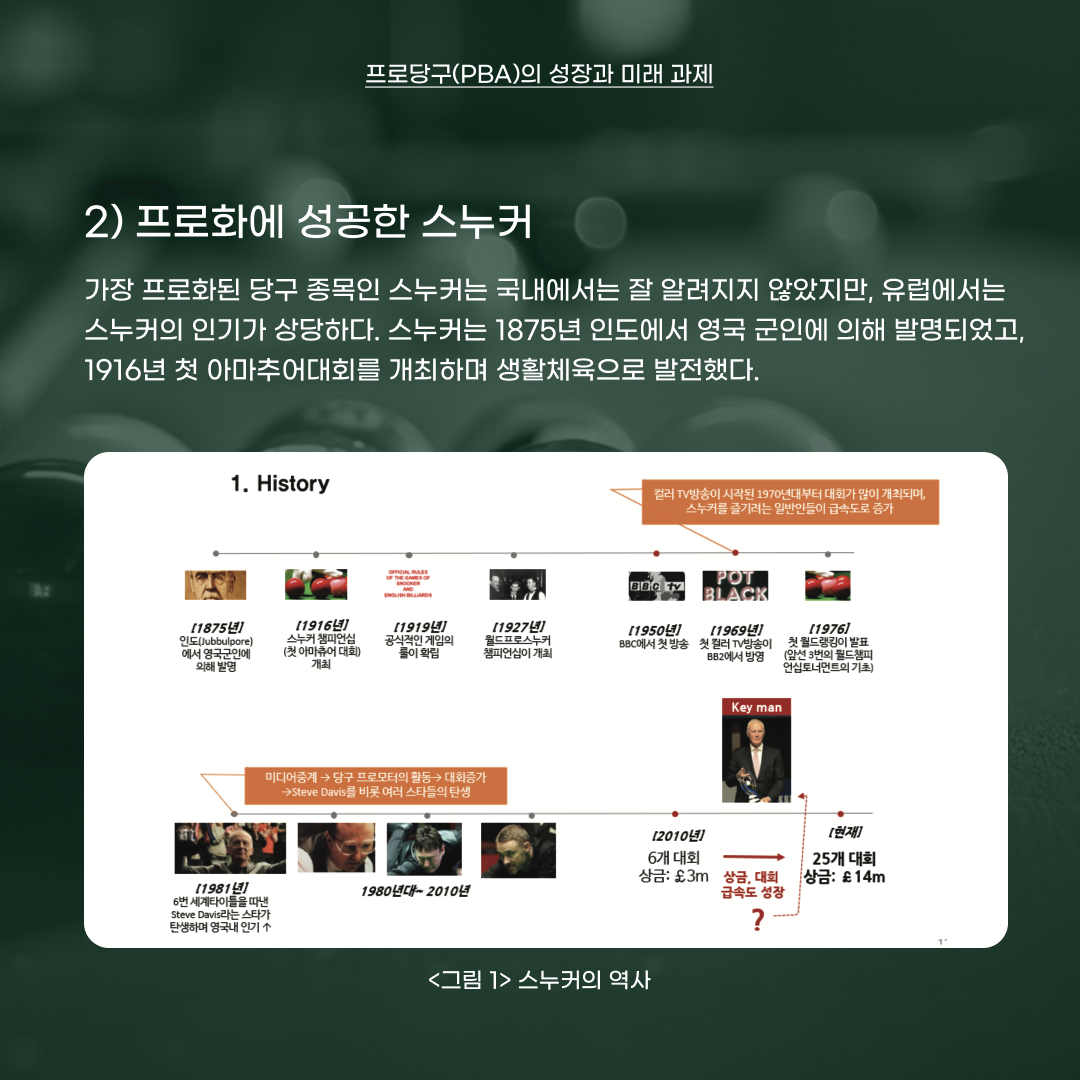 프로당구(PBA)의 성장과 미래 과제
2) 프로화에 성공한 스누커
가장 프로화된 당구 종목인 스누커는 국내에서는 잘 알려지지 않았지만, 유럽에서는
스누커의 인기가 상당하다. 스누커는 1875년 인도에서 영국 군인에 의해 발명되었고,
1916년 첫 아마추어대회를 개최하며 생활체육으로 발전했다.
1. History
컬러 TV방송이 시작된 1970년대부터 대회가 많이 개최되며,
스누커를 즐기려는 일반인들이 급속도로 증가
OFFICIAL RULES
OF THE GAMES OF
SNOOKER
AND
ENGLISH BILLIARDS
BBC TV
POT
BLACK
[1875년]
인도(Jubbulpore)
에서 영국군인에
의해 발명
[1916년]
스누커 챔피언십
(첫 아마츄어 대회)
개최
[1919년]
공식적인 게임의
룰이 확립
[1927년]
월드프로스누커
챔피언십이 개최
[1950년]
BBC에서 첫 방송
[1969년]
첫 컬러 TV방송이
BB2에서 방영
[1976]
첫 월드랭킹이 발표
(앞선 3번의 월드챔피
언십토너먼트의 기초)
Key man
미디어중계 → 당구 프로모터의 활동→ 대회증가
→Steve Davis를 비롯 여러 스타들의 탄생
[1981년]
6번 세계타이틀을 따낸
Steve Davis라는 스타가
탄생하며 영국내 인기 ↑
1980년대~ 2010년
[2010년]
6개 대회
상금: £3m
상금, 대회
급속도 성장
?
[현재]
25개 대회
상금: £14m
<그림 1> 스누커의 역사